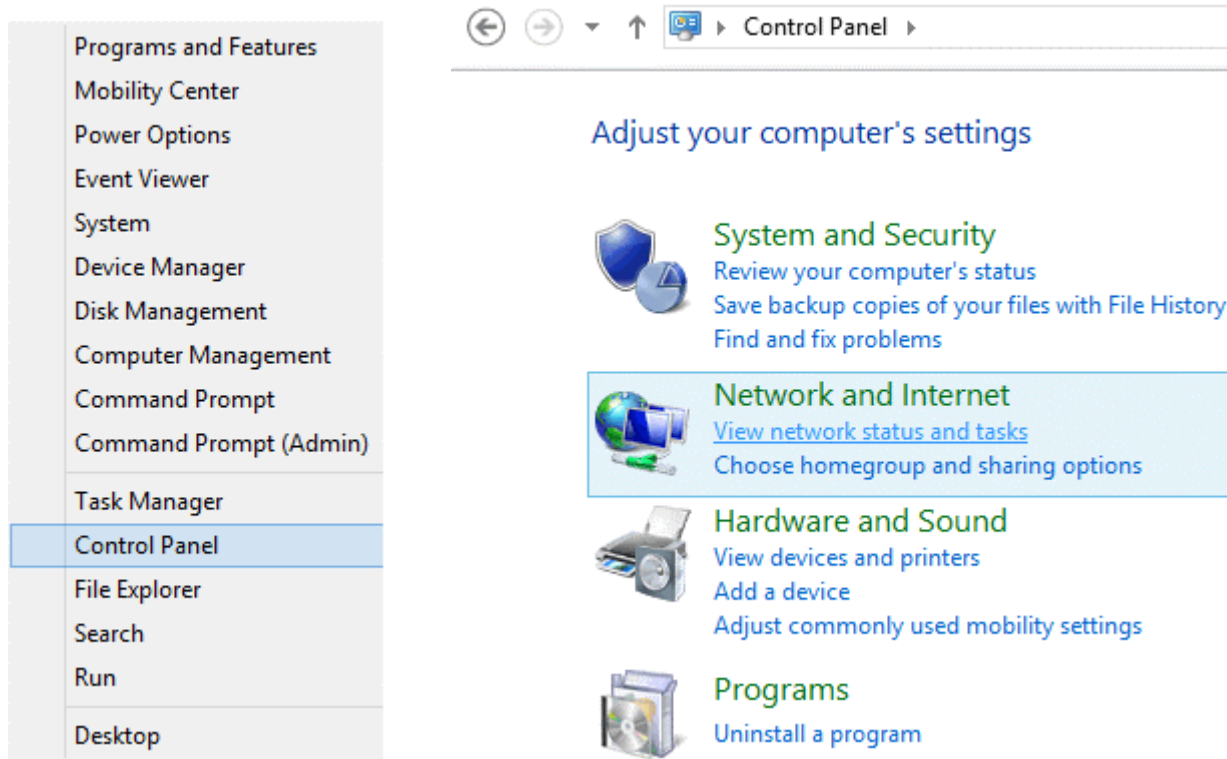 Programs and Features
Mobility Center
Power Options
Event Viewer
System
Device Manager
Disk Management
Computer Management
Command Prompt
Command Prompt (Admin)
Task Manager
Control Panel
File Explorer
Search
Run
Desktop
Control Panel
Adjust your computer's settings
System and Security
Review your computer's status
Save backup copies of your files with File History
Find and fix problems
Network and Internet
View network status and tasks
Choose homegroup and sharing options
Hardware and Sound
View devices and printers
Add a device
Adjust commonly used mobility settings
Programs
Uninstall a program